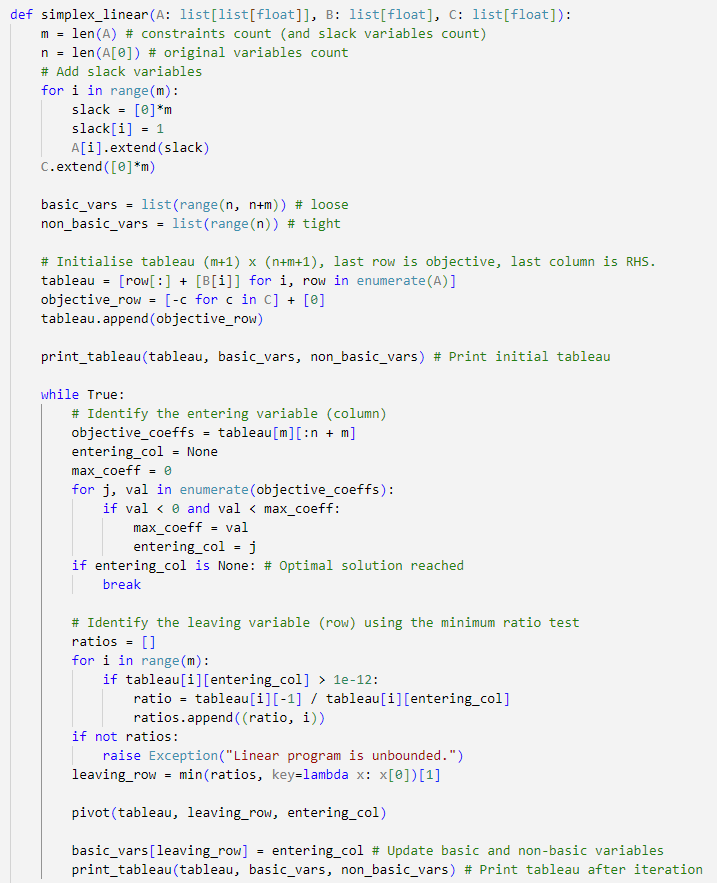 def simplex_linear(A: list[list[float]], B: list[float], C: list[float]):
    m = len(A) # constraints count (and slack variables count)
    n = len(A[0]) # original variables count
    # Add slack variables
    for i in range(m):
        slack = [0]*m
        slack[i] = 1
        A[i].extend(slack)
    C.extend([0]*m)

    basic_vars = list(range(n, n+m)) # loose
    non_basic_vars = list(range(n)) # tight

    # Initialise tableau (m+1) x (n+m+1), last row is objective, last column is RHS.
    tableau = [row[:] + [B[i]] for i, row in enumerate(A)]
    objective_row = [-c for c in C] + [0]
    tableau.append(objective_row)

    print_tableau(tableau, basic_vars, non_basic_vars) # Print initial tableau

    while True:
        # Identify the entering variable (column)
        objective_coeffs = tableau[m][:n + m]
        entering_col = None
        max_coeff = 0
        for j, val in enumerate(objective_coeffs):
            if val < 0 and val < max_coeff:
                max_coeff = val
                entering_col = j
        if entering_col is None: # Optimal solution reached
            break

        # Identify the leaving variable (row) using the minimum ratio test
        ratios = []
        for i in range(m):
            if tableau[i][entering_col] > 1e-12:
                ratio = tableau[i][-1] / tableau[i][entering_col]
                ratios.append((ratio, i))
        if not ratios:
            raise Exception("Linear program is unbounded.")
        leaving_row = min(ratios, key=lambda x: x[0])[1]

        pivot(tableau, leaving_row, entering_col)

        basic_vars[leaving_row] = entering_col # Update basic and non-basic variables
        print_tableau(tableau, basic_vars, non_basic_vars) # Print tableau after iteration